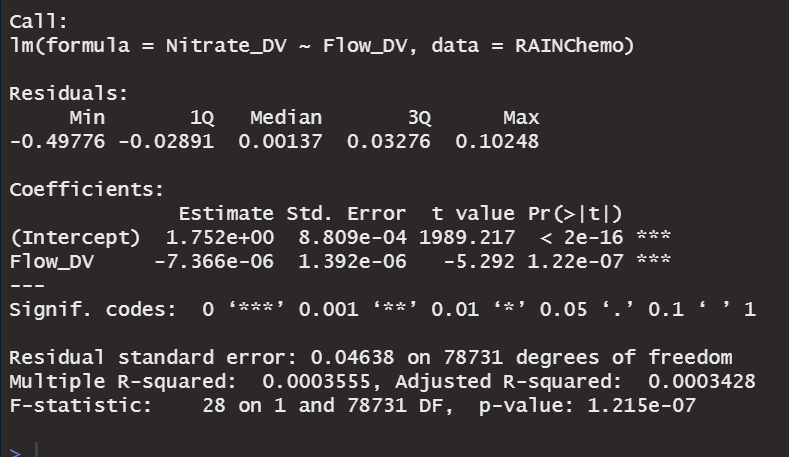 Call:
lm(formula = Nitrate_DV ~ Flow_DV, data = RAINChemo)
Residuals:
     Min       1Q   Median       3Q      Max
-0.49776 -0.02891  0.00137  0.03276  0.10248
Coefficients:
              Estimate Std. Error  t value Pr(>|t|)
(Intercept)  1.752e+00  8.809e-04 1989.217  < 2e-16 ***
Flow_DV     -7.366e-06  1.392e-06   -5.292 1.22e-07 ***
---
Signif. codes:  0 ‘***’ 0.001 ‘**’ 0.01 ‘*’ 0.05 ‘.’ 0.1 ‘ ’ 1
Residual standard error: 0.04638 on 78731 degrees of freedom
Multiple R-squared:  0.0003555, Adjusted R-squared:  0.0003428
F-statistic:    28 on 1 and 78731 DF,  p-value: 1.215e-07
>